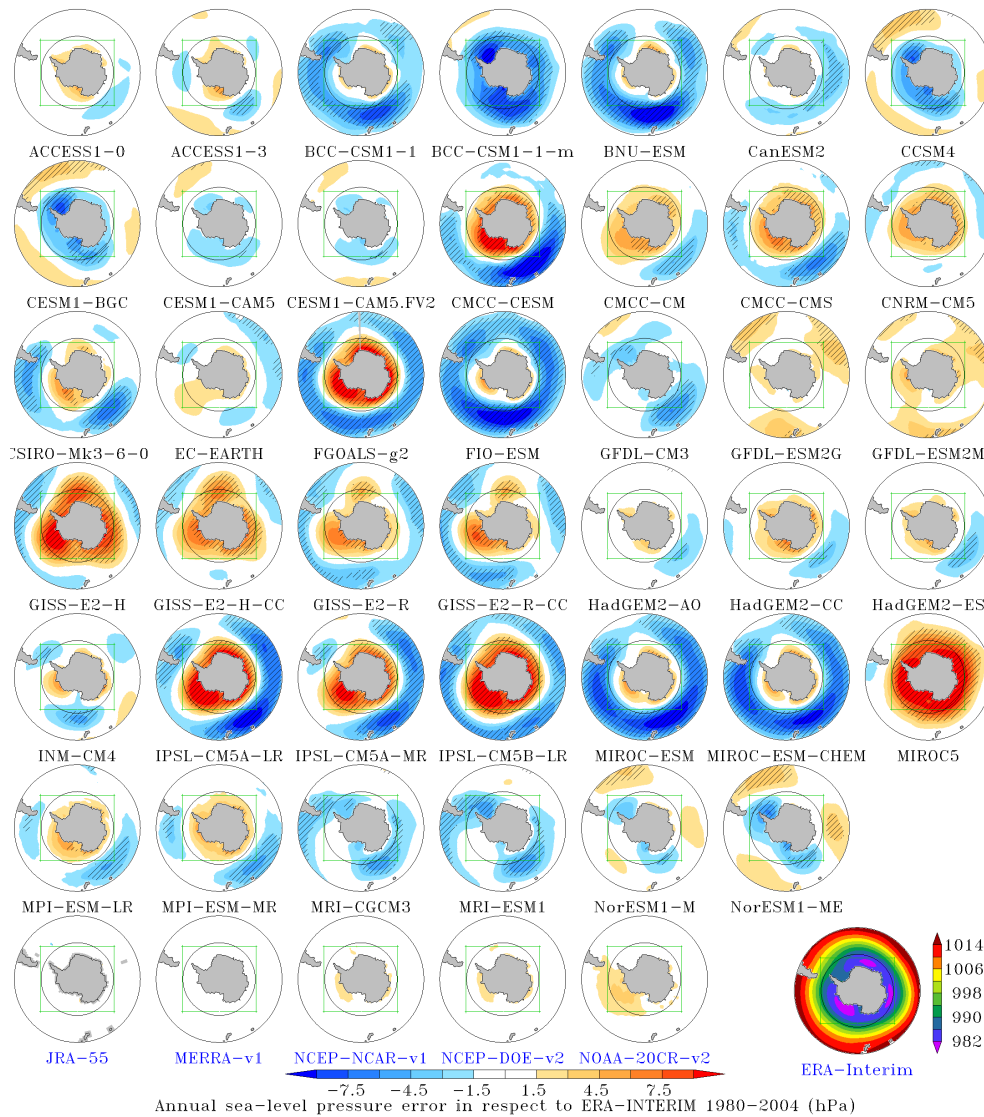 ACCESS1-0 ACCESS1-3 BCC-CSM1-1 BCC-CSM1-1-m BNU-ESM CanESM2 CCSM4
CESM1-BGC CESM1-CAM5 CESM1-CAM5.FV2 CMCC-CESM CMCC-CM CMCC-CMS CNRM-CM5
CSIRO-Mk3-6-0 EC-EARTH FGOALS-g2 FIO-ESM GFDL-CM3 GFDL-ESM2G GFDL-ESM2M
GISS-E2-H GISS-E2-H-CC GISS-E2-R GISS-E2-R-CC HadGEM2-AO HadGEM2-CC HadGEM2-ES
INM-CM4 IPSL-CM5A-LR IPSL-CM5A-MR IPSL-CM5B-LR MIROC-ESM MIROC-ESM-CHEM MIROC5
MPI-ESM-LR MPI-ESM-MR MRI-CGCM3 MRI-ESM1 NorESM1-M NorESM1-ME
1014
1006
998
990
982
JRA-55 MERRA-v1 NCEP-NCAR-v1 NCEP-DOE-v2 NOAA-20CR-v2 ERA-Interim
-7.5 -4.5 -1.5 1.5 4.5 7.5
Annual sea-level pressure error in respect to ERA-INTERIM 1980-2004 (hPa)